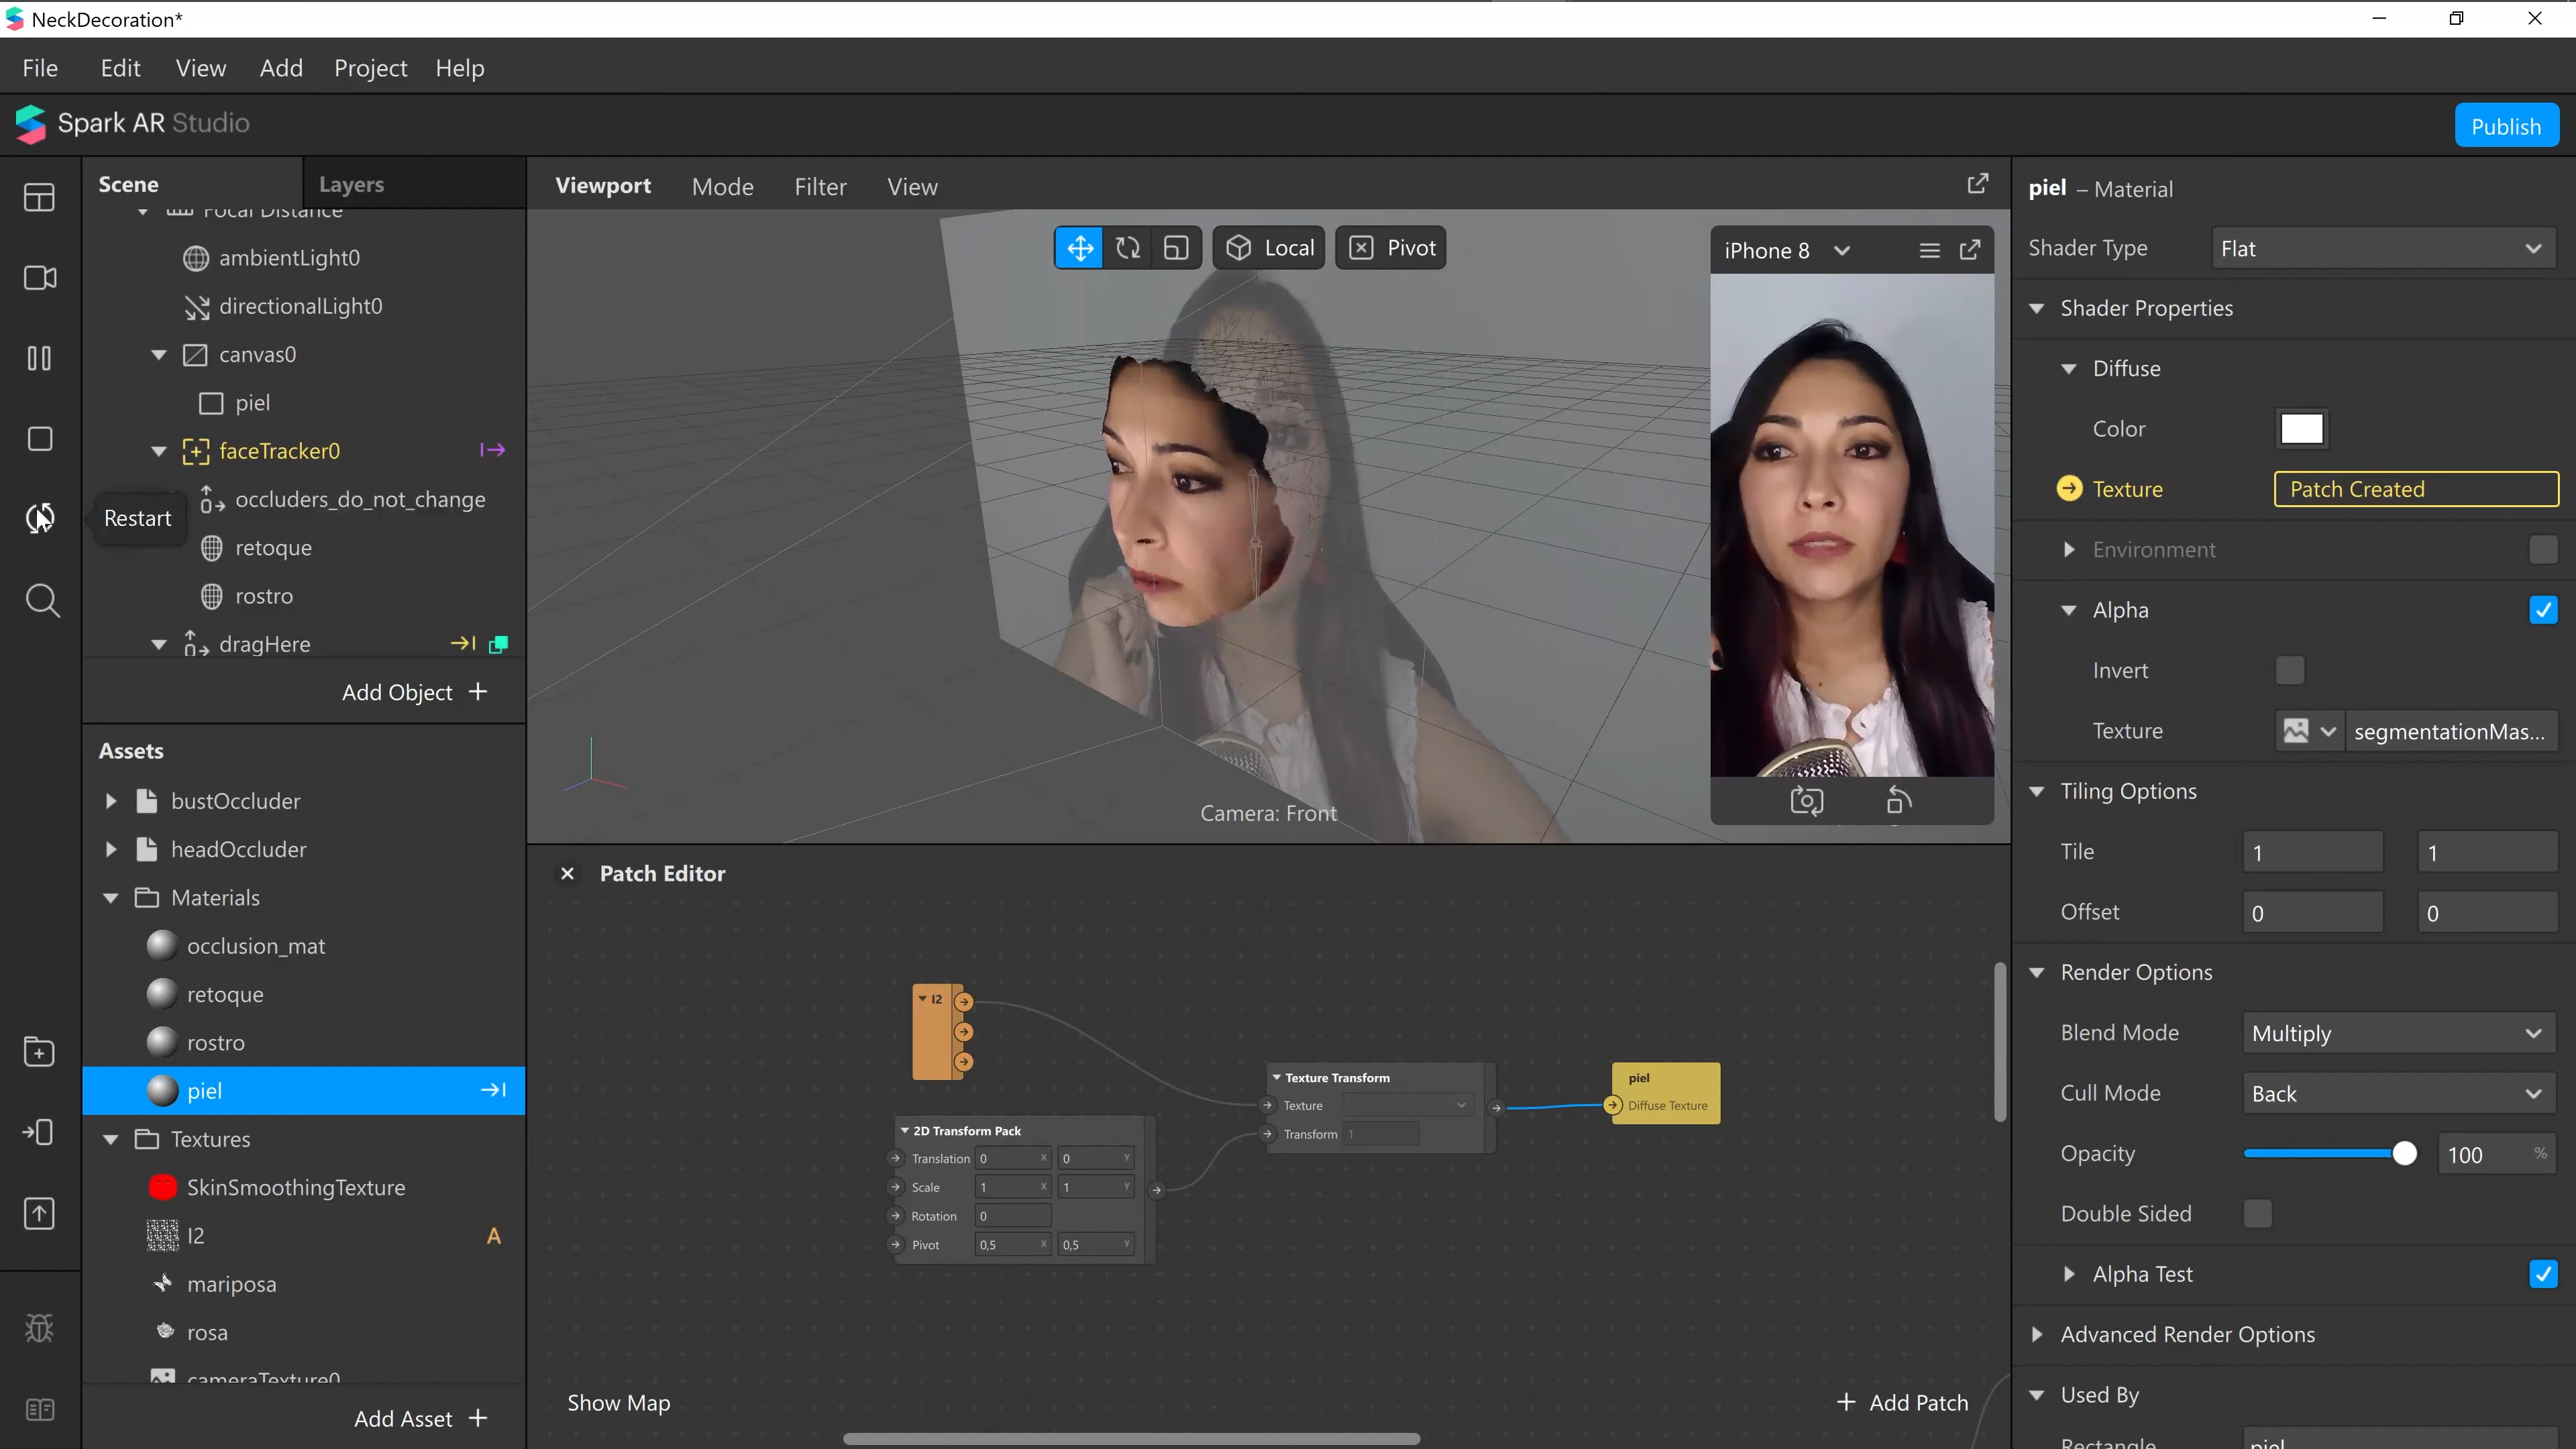 NeckDecoration*
File Edit View Add Project Help
Spark AR Studio
Publish
Scene
Layers
Focal Distance
ambientLight0
directionalLight0
canvas0
piel
faceTracker0
occluders_do_not_change
retoque
rostro
dragHere
Restart
Add Object +
Assets
bustOccluder
headOccluder
Materials
occlusion_mat
retoque
rostro
piel
Textures
SkinSmoothingTexture
I2 A
mariposa
rosa
cameraTexture0
Add Asset +
Viewport Mode Filter View
Local
Pivot
iPhone 8
Camera: Front
Patch Editor
I2
2D Transform Pack
Translation 0 X 0 Y
Scale 1 X 1 Y
Rotation 0
Pivot 0,5 X 0,5 Y
Texture Transform
Texture
Transform 1
piel
Diffuse Texture
Show Map
+ Add Patch
piel – Material
Shader Type Flat
Shader Properties
Diffuse
Color
Texture Patch Created
Environment
Alpha
Invert
Texture segmentationMas...
Tiling Options
Tile 1 1
Offset 0 0
Render Options
Blend Mode Multiply
Cull Mode Back
Opacity 100 %
Double Sided
Alpha Test
Advanced Render Options
Used By
Rectangle piel